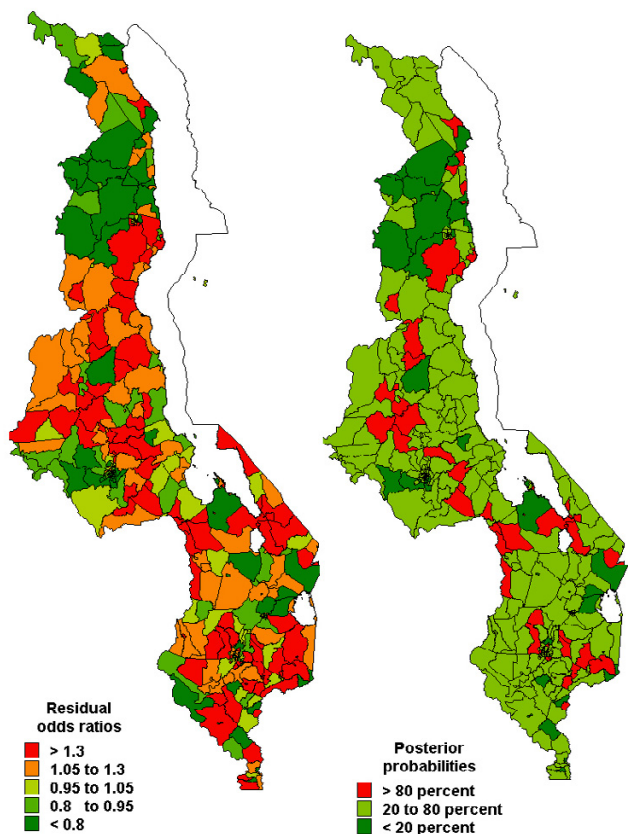 Residual
odds ratios
> 1.3
1.05 to 1.3
0.95 to 1.05
0.8 to 0.95
< 0.8
Posterior
probabilities
> 80 percent
20 to 80 percent
< 20 percent